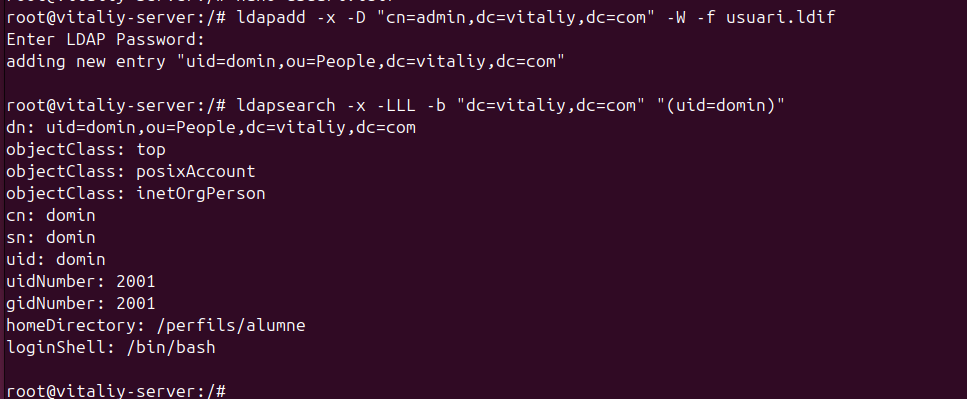 root@vitaliy-server:/# ldapadd -x -D "cn=admin,dc=vitaliy,dc=com" -W -f usuari.ldif
Enter LDAP Password:
adding new entry "uid=domin,ou=People,dc=vitaliy,dc=com"
root@vitaliy-server:/# ldapsearch -x -LLL -b "dc=vitaliy,dc=com" "(uid=domin)"
dn: uid=domin,ou=People,dc=vitaliy,dc=com
objectClass: top
objectClass: posixAccount
objectClass: inetOrgPerson
cn: domin
sn: domin
uid: domin
uidNumber: 2001
gidNumber: 2001
homeDirectory: /perfils/alumne
loginShell: /bin/bash
root@vitaliy-server:/#